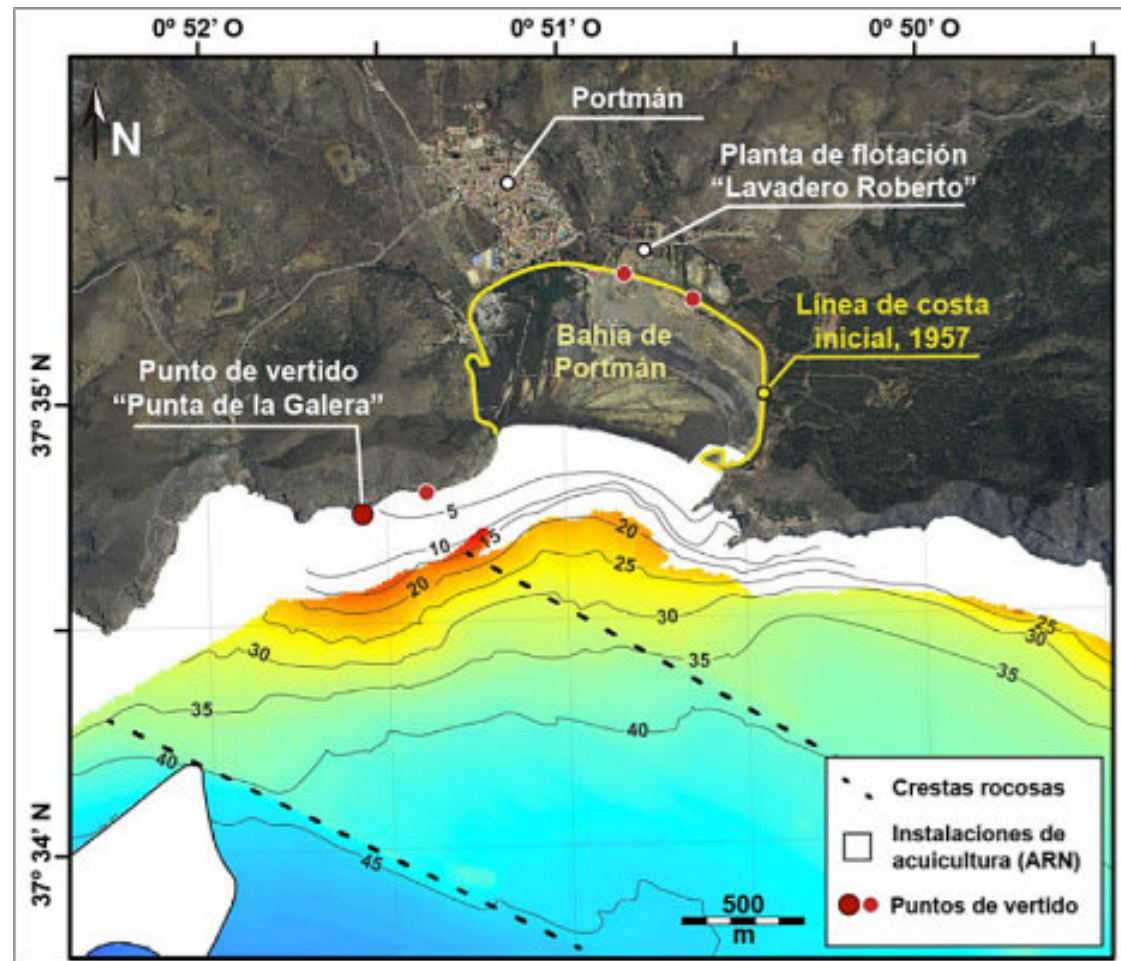 0º 52' O
0º 51' O
0º 50' O
N
Portmán
Planta de flotación
“Lavadero Roberto”
Línea de costa
inicial, 1957
Bahía de
Portmán
Punto de vertido
“Punta de la Galera”
37º 35' N
37º 34' N
5
10
15
20
20
25
25
30
30
30
35
35
35
40
40
45
Crestas rocosas
Instalaciones de
acuicultura (ARN)
Puntos de vertido
500
m